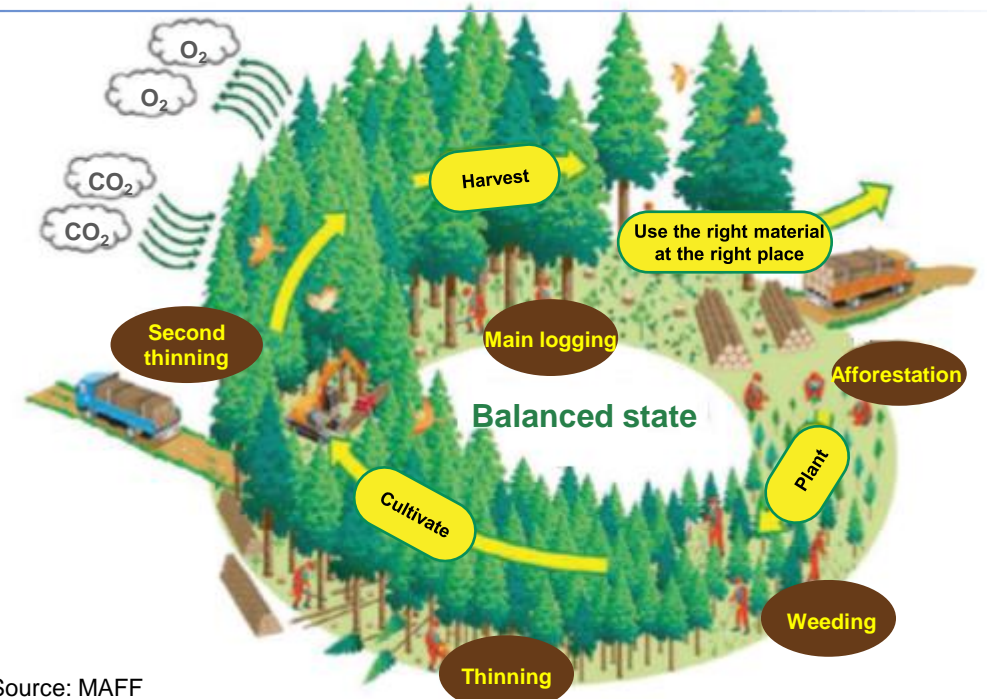 O₂
O₂
CO₂
CO₂
Harvest
Use the right material
at the right place
Second
thinning
Main logging
Afforestation
Balanced state
Plant
Cultivate
Weeding
Thinning
Source: MAFF